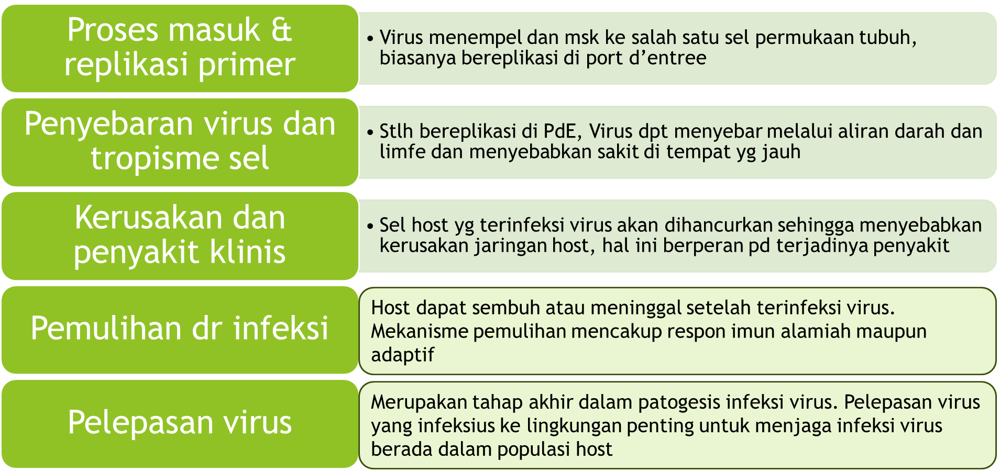 Proses masuk &
replikasi primer
• Virus menempel dan msk ke salah satu sel permukaan tubuh,
biasanya bereplikasi di port d’entree
Penyebaran virus dan
tropisme sel
• Stlh bereplikasi di PdE, Virus dpt menyebar melalui aliran darah dan
limfe dan menyebabkan sakit di tempat yg jauh
Kerusakan dan
penyakit klinis
• Sel host yg terinfeksi virus akan dihancurkan sehingga menyebabkan
kerusakan jaringan host, hal ini berperan pd terjadinya penyakit
Pemulihan dr infeksi
Host dapat sembuh atau meninggal setelah terinfeksi virus.
Mekanisme pemulihan mencakup respon imun alamiah maupun
adaptif
Pelepasan virus
Merupakan tahap akhir dalam patogesis infeksi virus. Pelepasan virus
yang infeksius ke lingkungan penting untuk menjaga infeksi virus
berada dalam populasi host